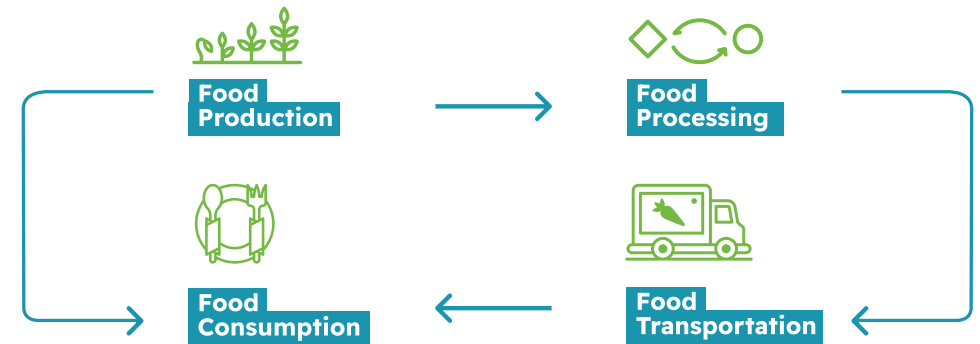 Food
Production
Food
Processing
Food
Consumption
Food
Transportation